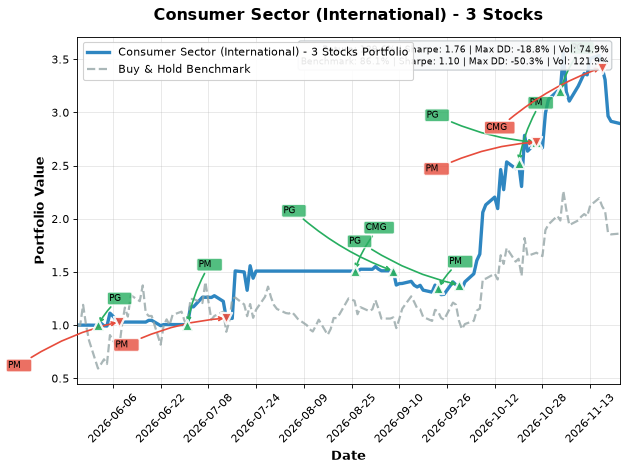 Consumer Sector (International) - 3 Stocks
Consumer Sector (International) - 3 Stocks Portfolio
Buy & Hold Benchmark
Sharpe: 1.76 | Max DD: -18.8% | Vol: 74.9%
Benchmark: 86.1% | Sharpe: 1.10 | Max DD: -50.3% | Vol: 121.9%
Portfolio Value
3.5
3.0
2.5
2.0
1.5
1.0
0.5
PM
PG
CMG
PM
PG
CMG
PG
PM
PM
PG
PM
PM
2026-06-06
2026-06-22
2026-07-08
2026-07-24
2026-08-09
2026-08-25
2026-09-10
2026-09-26
2026-10-12
2026-10-28
2026-11-13
Date